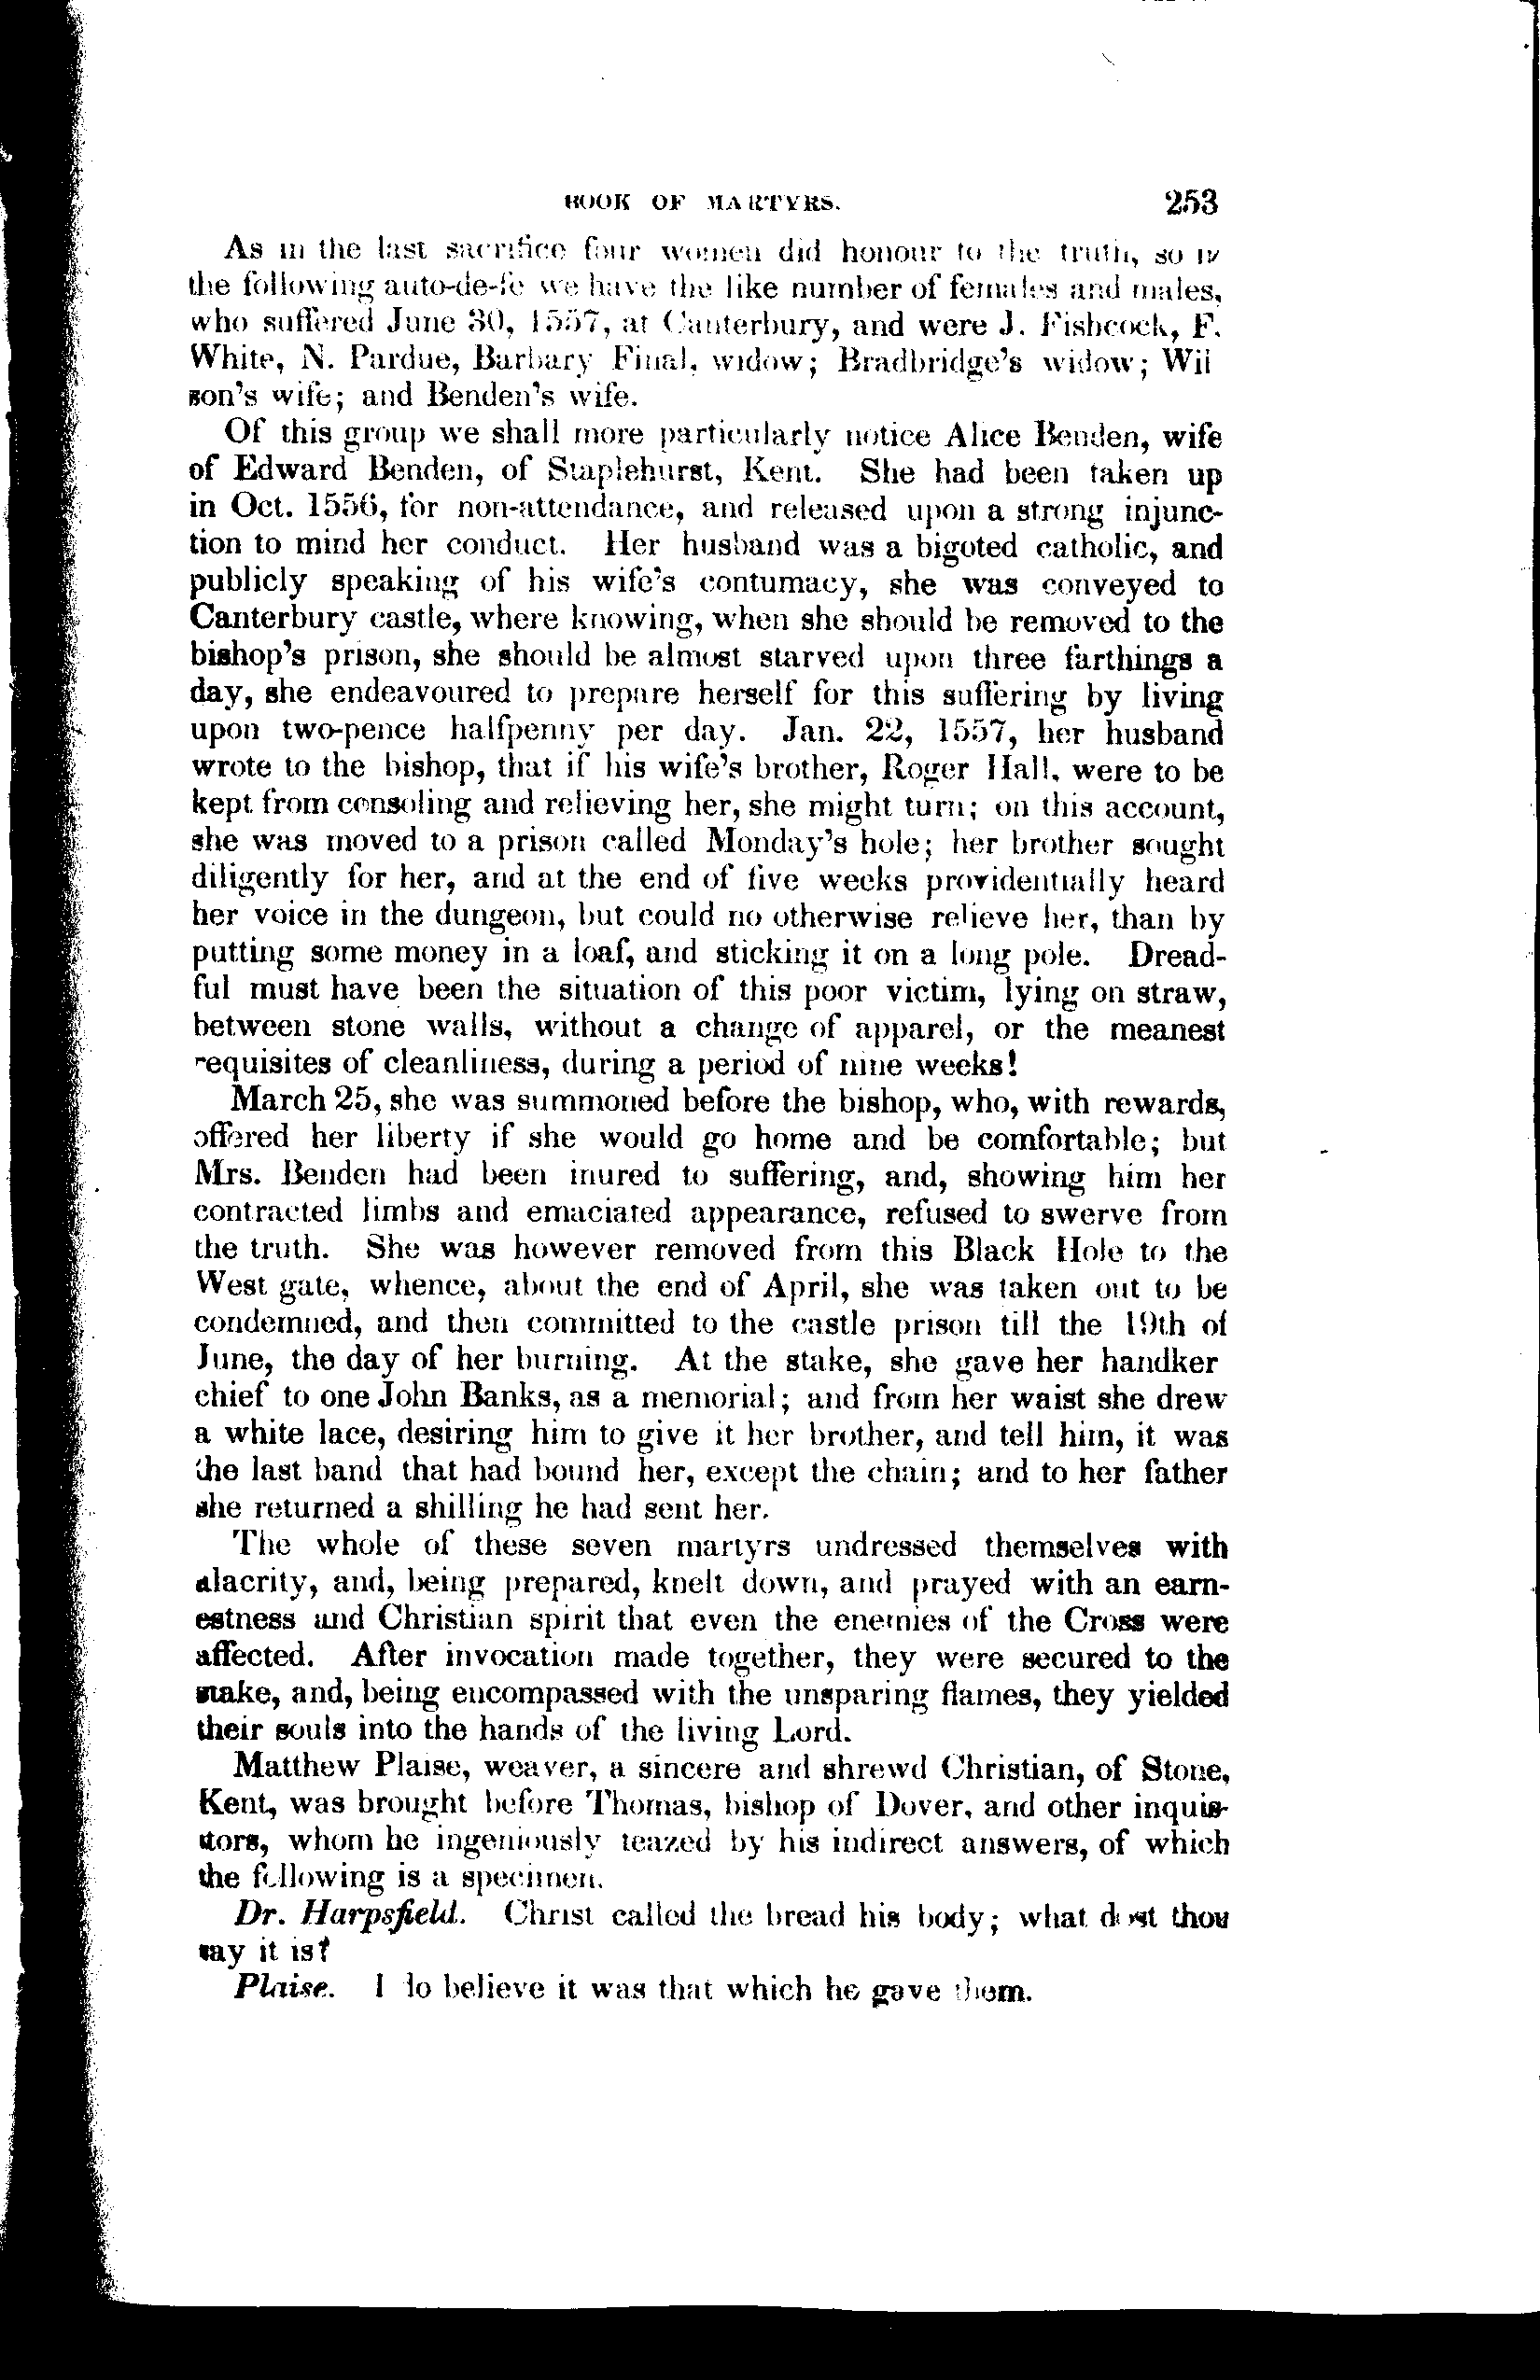 BOOK OF MARTYRS. 253
As in the last sacrifice four women did honour to the truth, so in
the following auto-de-fe we have the like number of females and males,
who suffered June 30, 1557, at Canterbury, and were J. Fishcock, F.
White, N. Pardue, Barbary Final, widow; Bradbridge's widow; Wil
son's wife; and Benden's wife.
Of this group we shall more particularly notice Alice Benden, wife
of Edward Benden, of Staplehurst, Kent. She had been taken up
in Oct. 1556, for non-attendance, and released upon a strong injunc-
tion to mind her conduct. Her husband was a bigoted catholic, and
publicly speaking of his wife's contumacy, she was conveyed to
Canterbury castle, where knowing, when she should be removed to the
bishop's prison, she should be almost starved upon three farthings a
day, she endeavoured to prepare herself for this suffering by living
upon two-pence halfpenny per day. Jan. 22, 1557, her husband
wrote to the bishop, that if his wife's brother, Roger Hall, were to be
kept from consoling and relieving her, she might turn; on this account,
she was moved to a prison called Monday's hole; her brother sought
diligently for her, and at the end of five weeks providentially heard
her voice in the dungeon, but could no otherwise relieve her, than by
putting some money in a loaf, and sticking it on a long pole. Dread-
ful must have been the situation of this poor victim, lying on straw,
between stone walls, without a change of apparel, or the meanest
requisites of cleanliness, during a period of nine weeks!
March 25, she was summoned before the bishop, who, with rewards,
offered her liberty if she would go home and be comfortable; but
Mrs. Benden had been inured to suffering, and, showing him her
contracted limbs and emaciated appearance, refused to swerve from
the truth. She was however removed from this Black Hole to the
West gate, whence, about the end of April, she was taken out to be
condemned, and then committed to the castle prison till the 19th of
June, the day of her burning. At the stake, she gave her handker
chief to one John Banks, as a memorial; and from her waist she drew
a white lace, desiring him to give it her brother, and tell him, it was
the last band that had bound her, except the chain; and to her father
she returned a shilling he had sent her.
The whole of these seven martyrs undressed themselves with
alacrity, and, being prepared, knelt down, and prayed with an earn-
estness and Christian spirit that even the enemies of the Cross were
affected. After invocation made together, they were secured to the
stake, and, being encompassed with the unsparing flames, they yielded
their souls into the hands of the living Lord.
Matthew Plaise, weaver, a sincere and shrewd Christian, of Stone,
Kent, was brought before Thomas, bishop of Dover, and other inquis-
itors, whom he ingeniously teazed by his indirect answers, of which
the following is a specimen.
Dr. Harpsfield. Christ called the bread his body; what dost thou
say it is?
Plaise. I do believe it was that which he gave them.